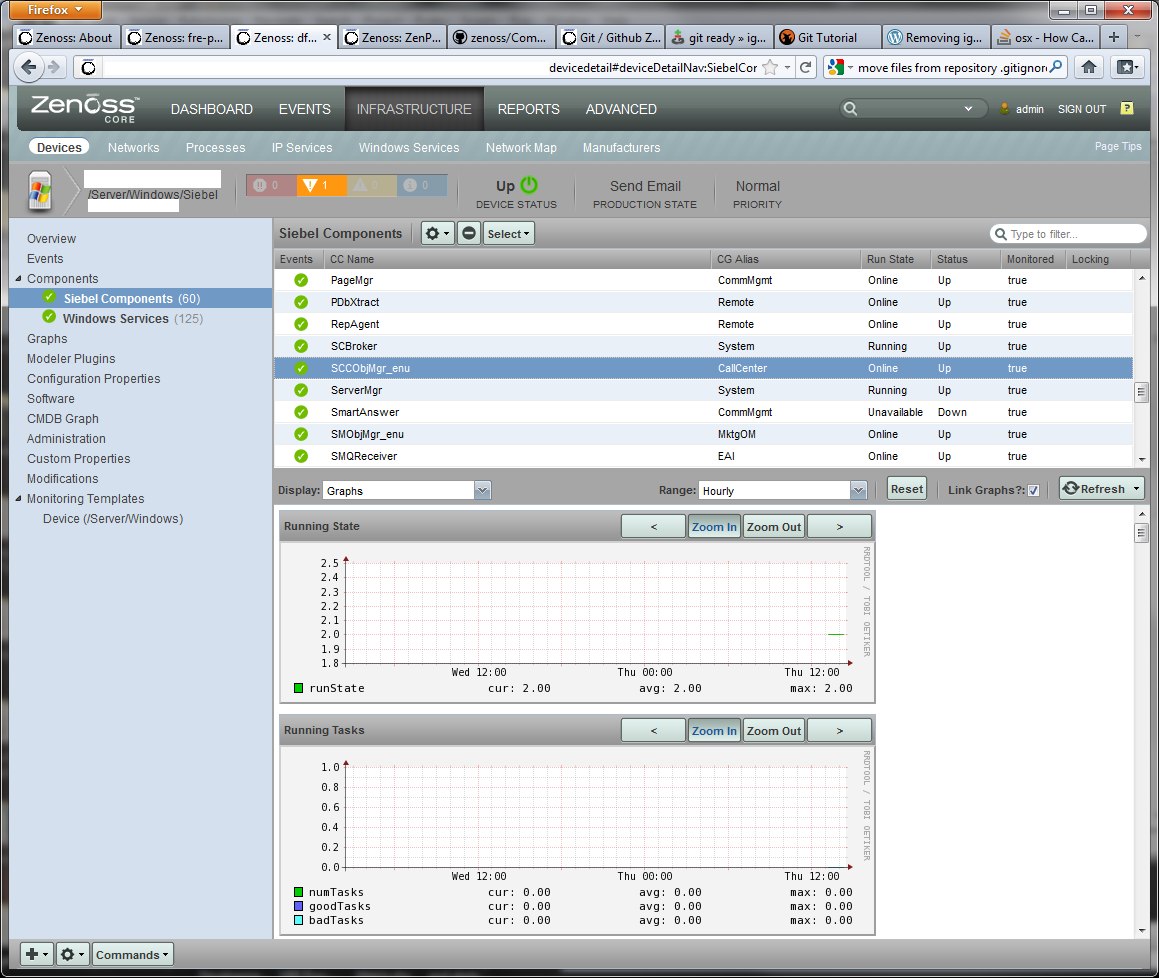 Firefox
Zenoss: About
Zenoss: fre-p...
Zenoss: df...
Zenoss: ZenP...
zenoss/Com...
Git / Github Z...
git ready » ig...
Git Tutorial
Removing ig...
osx - How Ca...
devicedetail#deviceDetailNav:SiebelCor
move files from repository .gitignor
Zenoss CORE
DASHBOARD EVENTS INFRASTRUCTURE REPORTS ADVANCED
admin SIGN OUT ?
Devices Networks Processes IP Services Windows Services Network Map Manufacturers Page Tips
/Server/Windows/Siebel
0 1 0 0
Up
DEVICE STATUS
Send Email
PRODUCTION STATE
Normal
PRIORITY
Overview
Events
Components
Siebel Components (60)
Windows Services (125)
Graphs
Modeler Plugins
Configuration Properties
Software
CMDB Graph
Administration
Custom Properties
Modifications
Monitoring Templates
Device (/Server/Windows)
Siebel Components Select Type to filter...
Events CC Name CG Alias Run State Status Monitored Locking
PageMgr CommMgmt Online Up true
PDbXtract Remote Online Up true
RepAgent Remote Online Up true
SCBroker System Running Up true
SCCObjMgr_enu CallCenter Online Up true
ServerMgr System Running Up true
SmartAnswer CommMgmt Unavailable Down true
SMObjMgr_enu MktgOM Online Up true
SMQReceiver EAI Online Up true
Display: Graphs Range: Hourly Reset Link Graphs?: Refresh
Running State < Zoom In Zoom Out >
2.5
2.4
2.3
2.2
2.1
2.0
1.9
1.8
Wed 12:00 Thu 00:00 Thu 12:00
runState cur: 2.00 avg: 2.00 max: 2.00
RRDTOOL / TOBI OETIKER
Running Tasks < Zoom In Zoom Out >
1.0
0.8
0.6
0.4
0.2
0.0
Wed 12:00 Thu 00:00 Thu 12:00
numTasks cur: 0.00 avg: 0.00 max: 0.00
goodTasks cur: 0.00 avg: 0.00 max: 0.00
badTasks cur: 0.00 avg: 0.00 max: 0.00
RRDTOOL / TOBI OETIKER
Commands